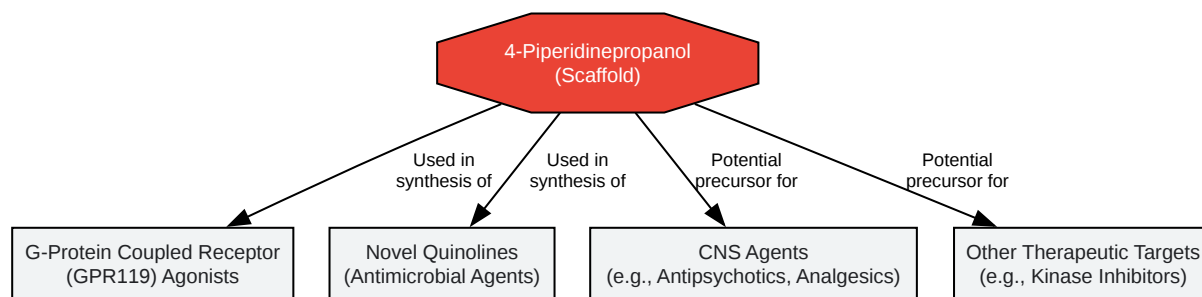 4-Piperidinepropanol
(Scaffold)
Used in
synthesis of
Used in
synthesis of
Potential
precursor for
Potential
precursor for
G-Protein Coupled Receptor
(GPR119) Agonists
Novel Quinolines
(Antimicrobial Agents)
CNS Agents
(e.g., Antipsychotics, Analgesics)
Other Therapeutic Targets
(e.g., Kinase Inhibitors)